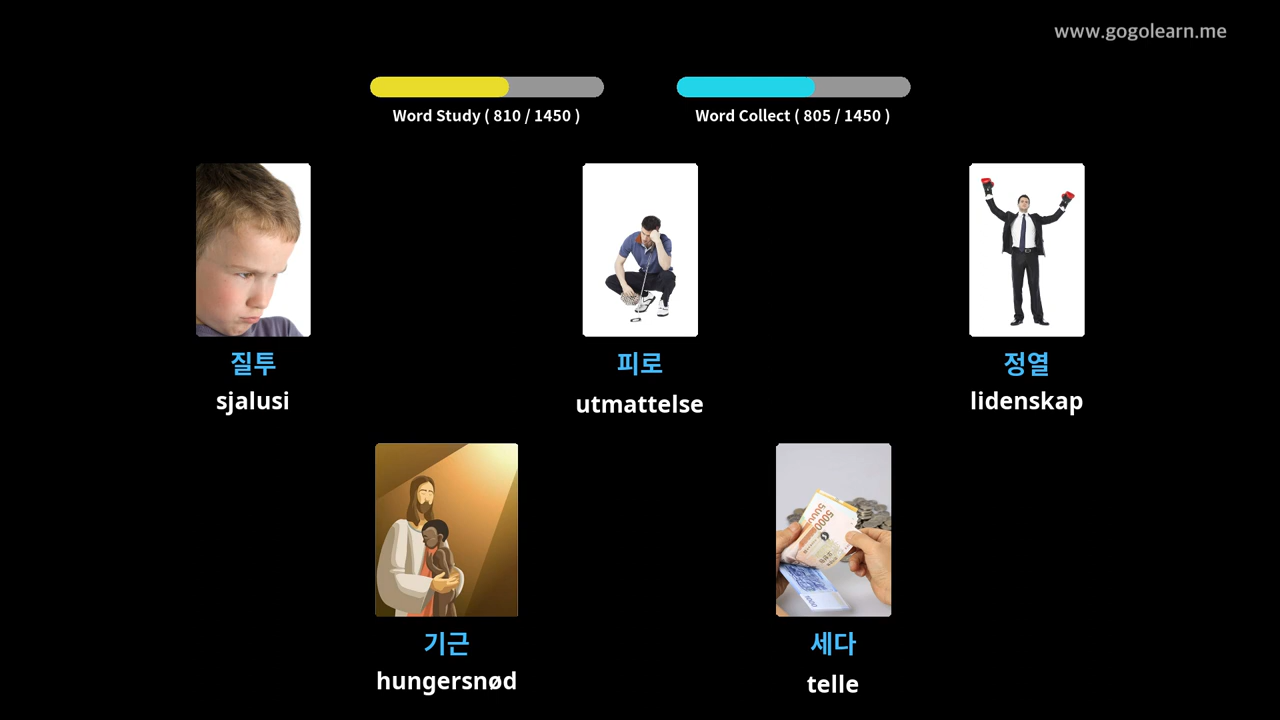 www.gogolearn.me
Word Study ( 810 / 1450 )
Word Collect ( 805 / 1450 )
질투
sjalusi
피로
utmattelse
정열
lidenskap
기근
hungersnød
세다
telle
5000